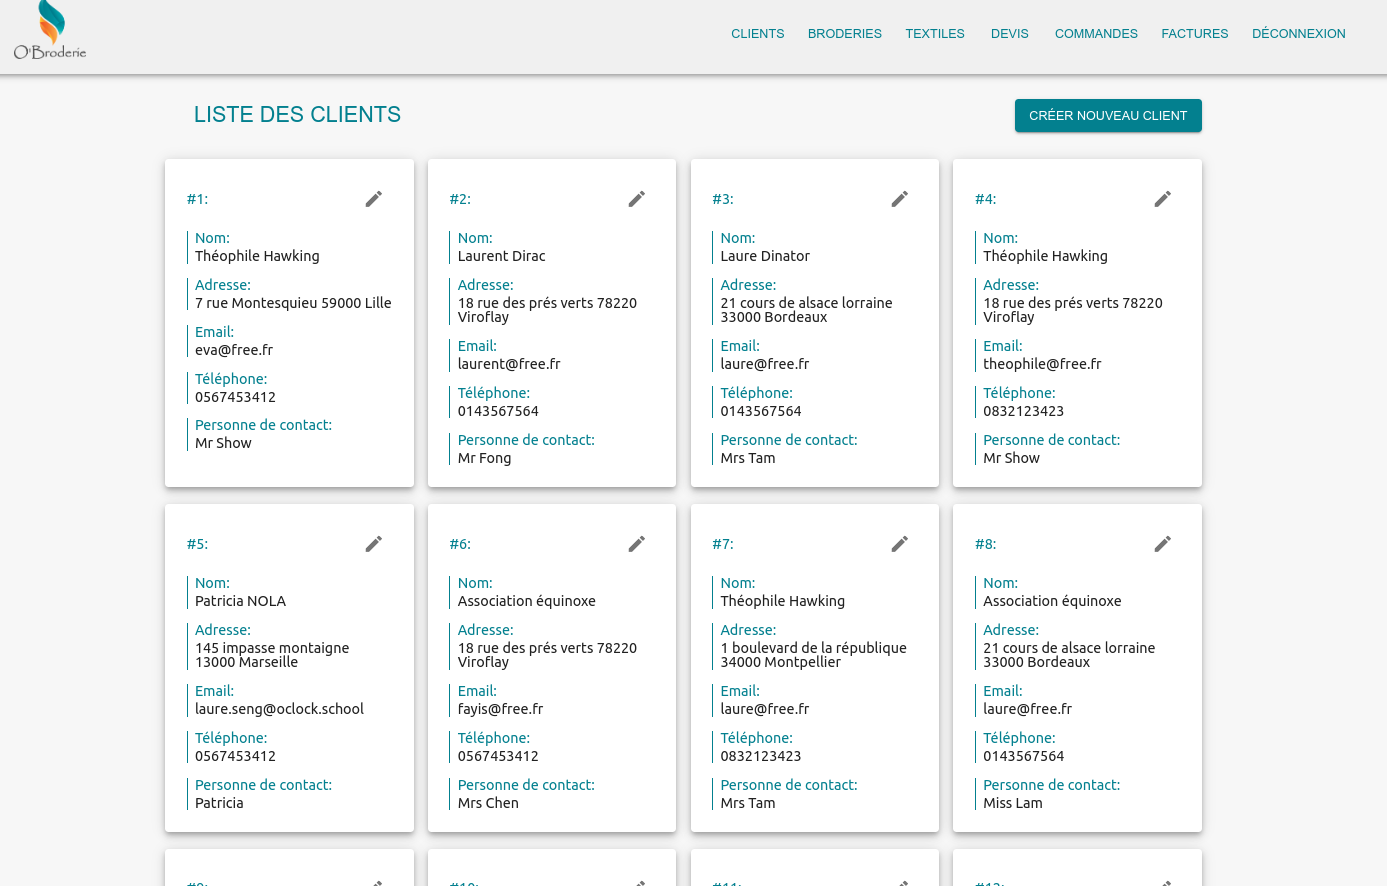 O'Broderie
CLIENTS BRODERIES TEXTILES DEVIS COMMANDES FACTURES DÉCONNEXION
LISTE DES CLIENTS
CRÉER NOUVEAU CLIENT
#1:
Nom:
Théophile Hawking
Adresse:
7 rue Montesquieu 59000 Lille
Email:
eva@free.fr
Téléphone:
0567453412
Personne de contact:
Mr Show
#2:
Nom:
Laurent Dirac
Adresse:
18 rue des prés verts 78220
Viroflay
Email:
laurent@free.fr
Téléphone:
0143567564
Personne de contact:
Mr Fong
#3:
Nom:
Laure Dinator
Adresse:
21 cours de alsace lorraine
33000 Bordeaux
Email:
laure@free.fr
Téléphone:
0143567564
Personne de contact:
Mrs Tam
#4:
Nom:
Théophile Hawking
Adresse:
18 rue des prés verts 78220
Viroflay
Email:
theophile@free.fr
Téléphone:
0832123423
Personne de contact:
Mr Show
#5:
Nom:
Patricia NOLA
Adresse:
145 impasse montaigne
13000 Marseille
Email:
laure.seng@oclock.school
Téléphone:
0567453412
Personne de contact:
Patricia
#6:
Nom:
Association équinoxe
Adresse:
18 rue des prés verts 78220
Viroflay
Email:
fayis@free.fr
Téléphone:
0567453412
Personne de contact:
Mrs Chen
#7:
Nom:
Théophile Hawking
Adresse:
1 boulevard de la république
34000 Montpellier
Email:
laure@free.fr
Téléphone:
0832123423
Personne de contact:
Mrs Tam
#8:
Nom:
Association équinoxe
Adresse:
21 cours de alsace lorraine
33000 Bordeaux
Email:
laure@free.fr
Téléphone:
0143567564
Personne de contact:
Miss Lam